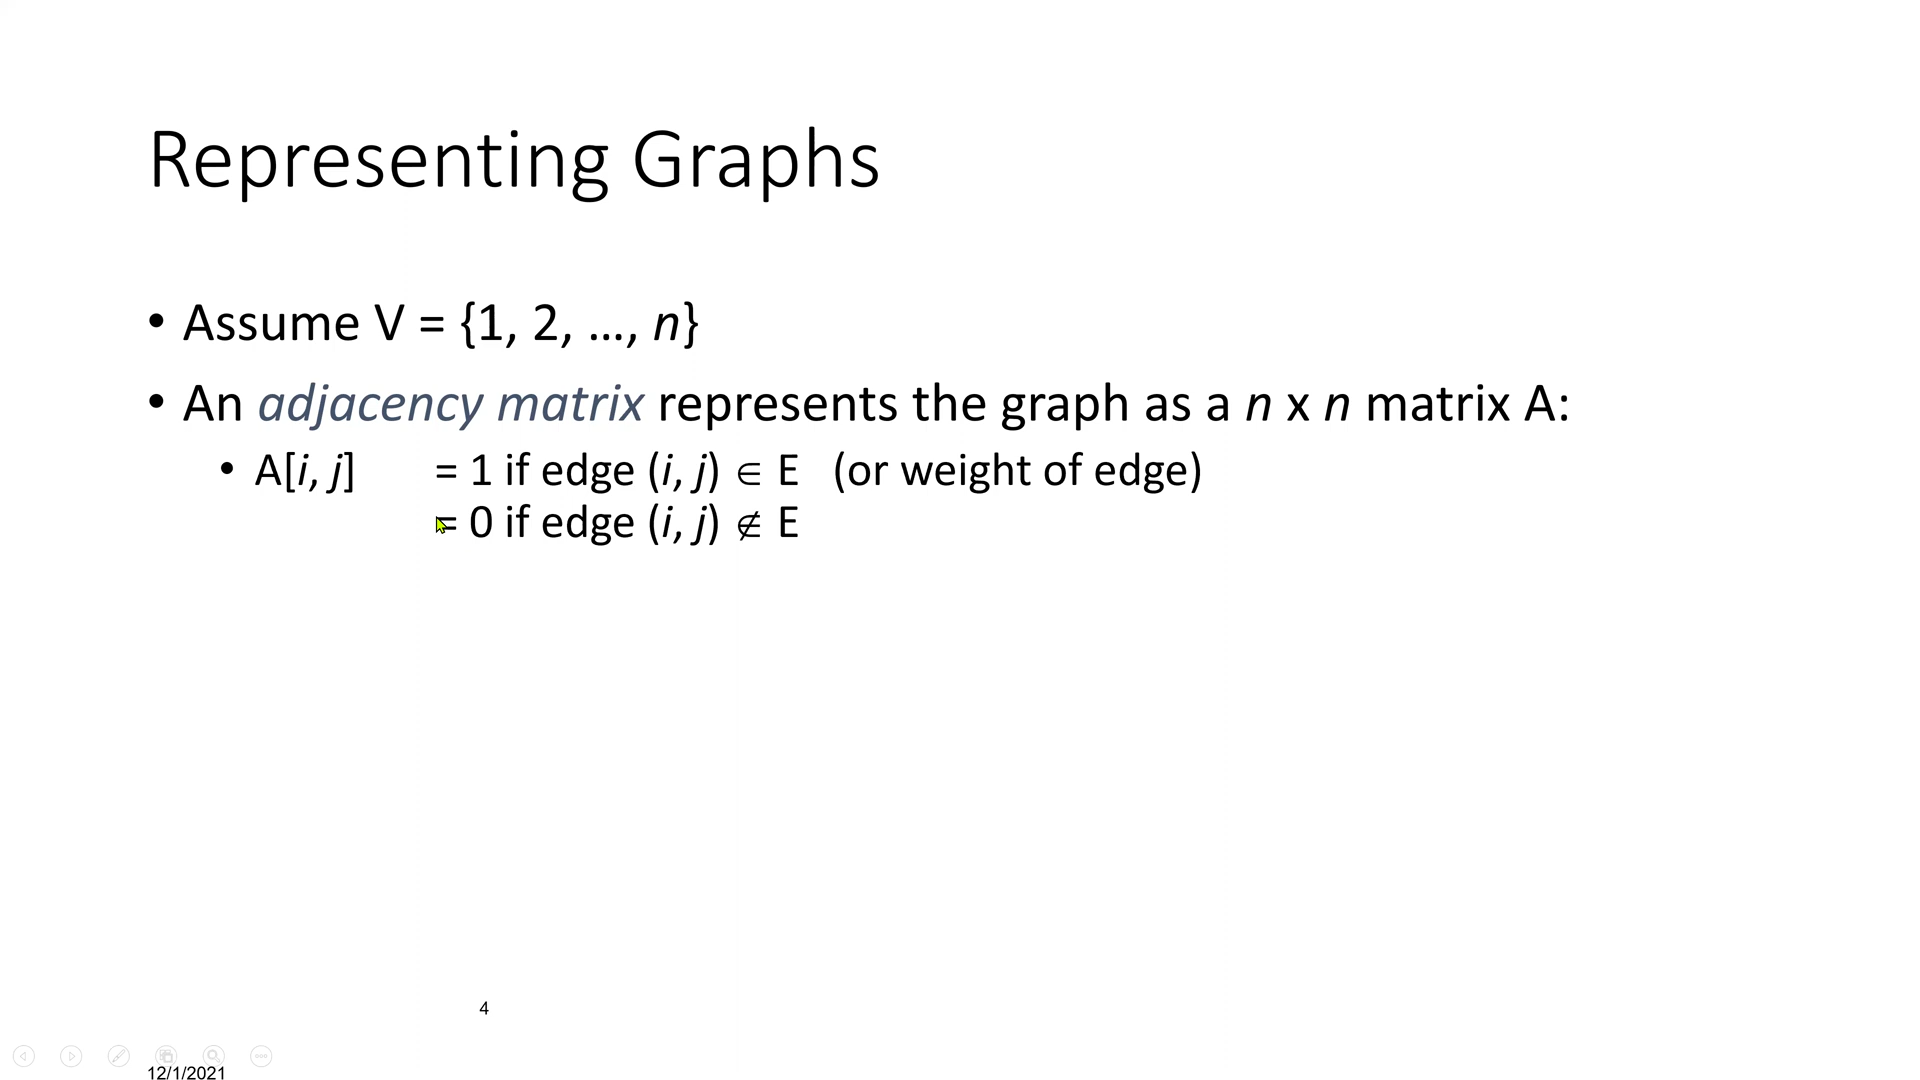 Representing Graphs
• Assume V = {1, 2, …, n}
• An adjacency matrix represents the graph as a n x n matrix A:
• A[i, j] = 1 if edge (i, j) ∈ E (or weight of edge)
= 0 if edge (i, j) ∉ E
4
12/1/2021